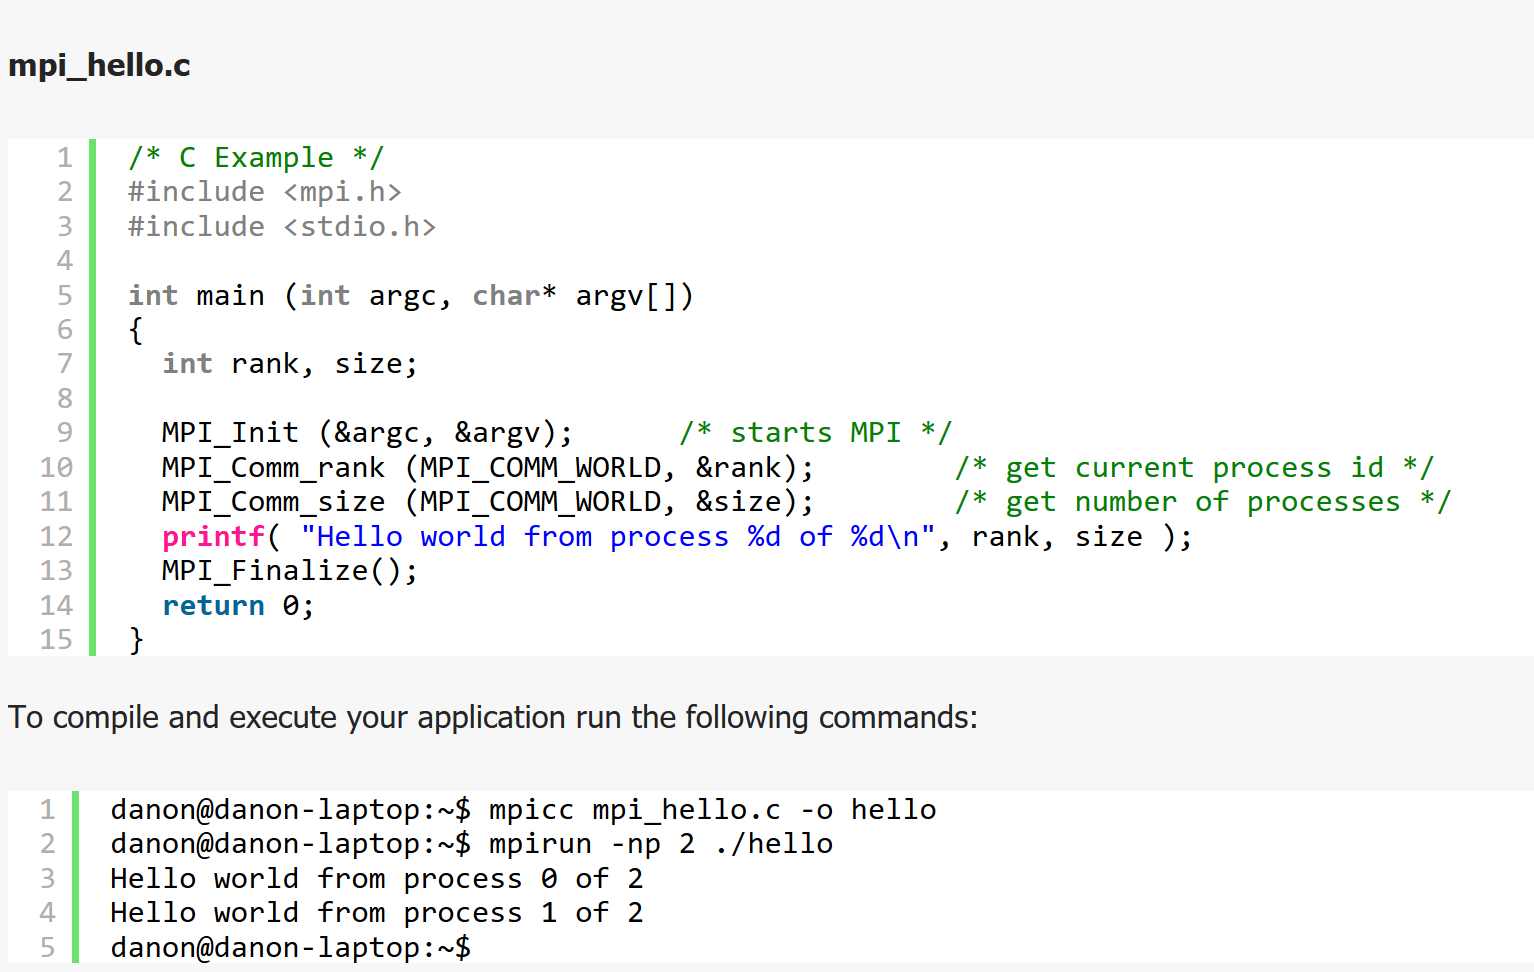 mpi_hello.c
1 /* C Example */
2 #include <mpi.h>
3 #include <stdio.h>
4
5 int main (int argc, char* argv[])
6 {
7   int rank, size;
8
9   MPI_Init (&argc, &argv);      /* starts MPI */
10   MPI_Comm_rank (MPI_COMM_WORLD, &rank);        /* get current process id */
11   MPI_Comm_size (MPI_COMM_WORLD, &size);        /* get number of processes */
12   printf( "Hello world from process %d of %d\n", rank, size );
13   MPI_Finalize();
14   return 0;
15 }
To compile and execute your application run the following commands:
1 danon@danon-laptop:~$ mpicc mpi_hello.c -o hello
2 danon@danon-laptop:~$ mpirun -np 2 ./hello
3 Hello world from process 0 of 2
4 Hello world from process 1 of 2
5 danon@danon-laptop:~$